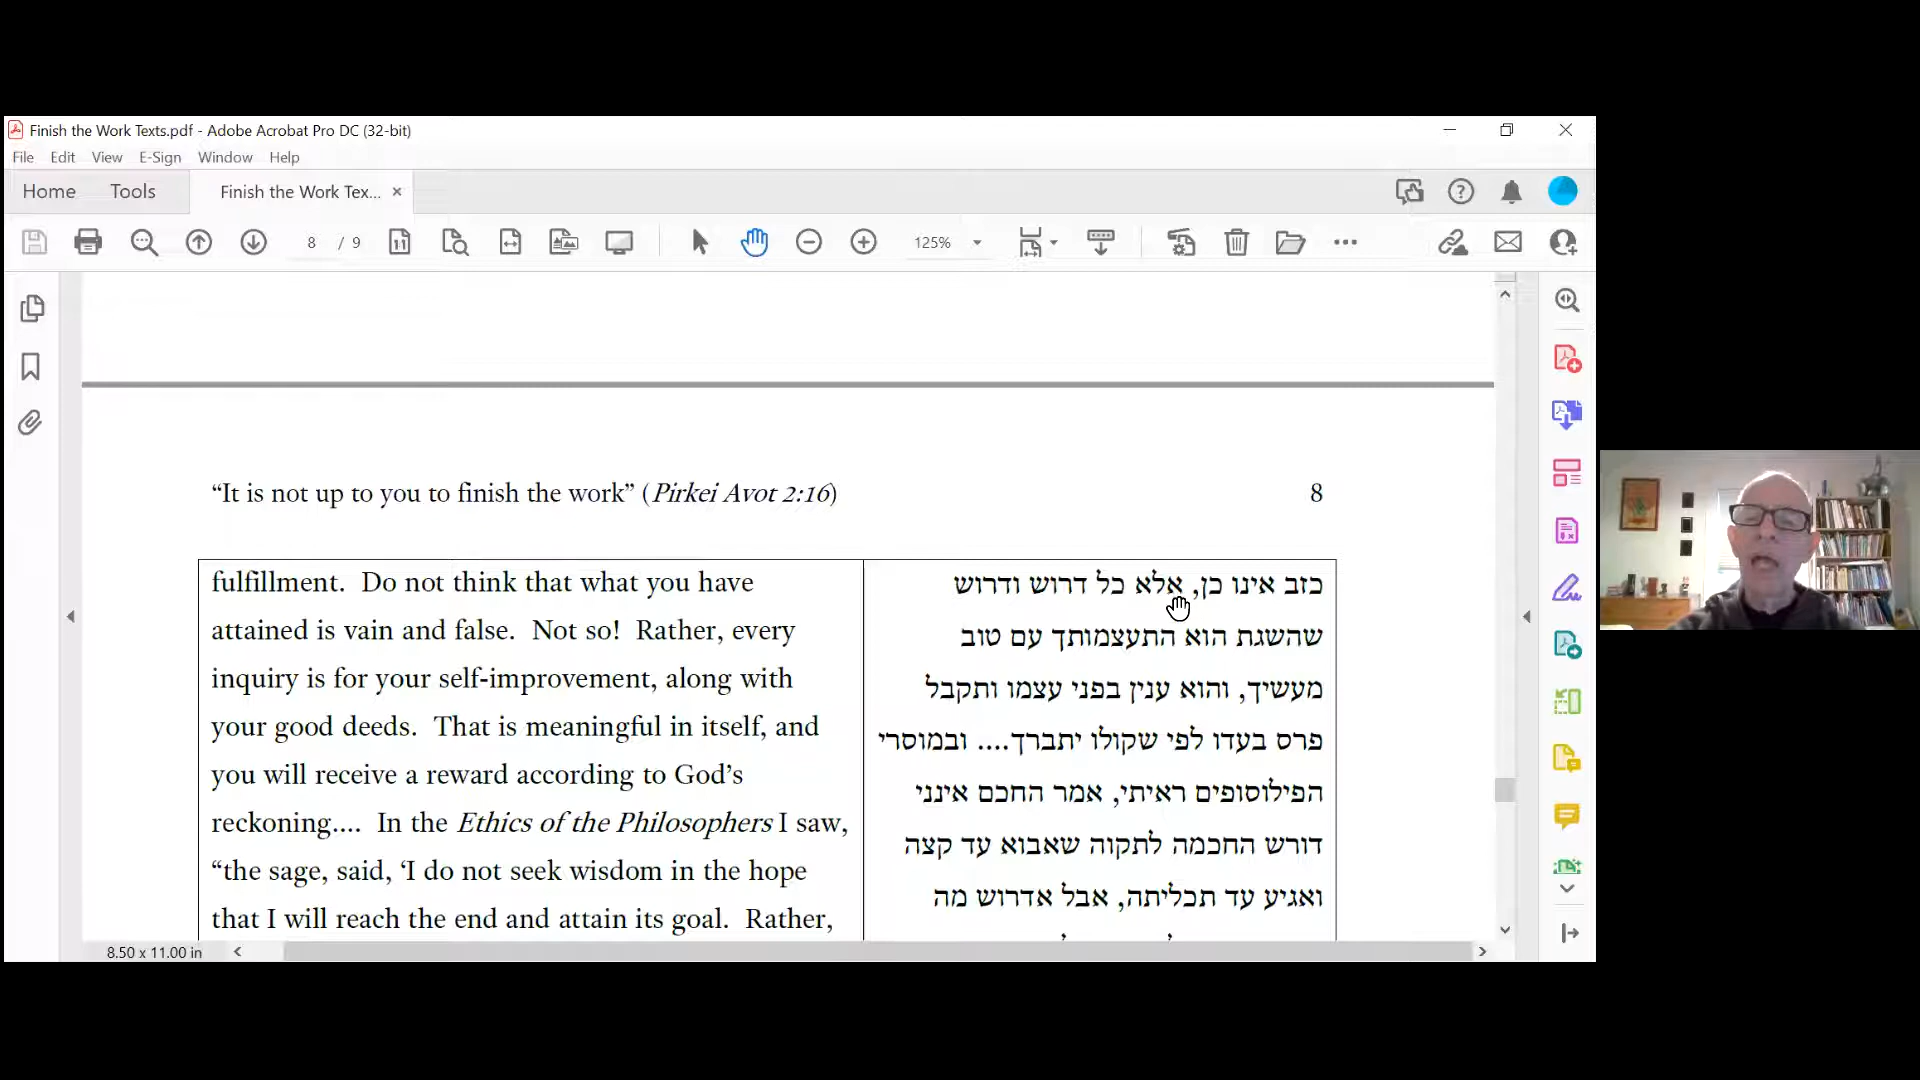 Finish the Work Texts.pdf - Adobe Acrobat Pro DC (32-bit)
File Edit View E-Sign Window Help
Home Tools Finish the Work Tex... ×
8 / 9 125%
“It is not up to you to finish the work” (Pirkei Avot 2:16) 8
fulfillment. Do not think that what you have
attained is vain and false. Not so! Rather, every
inquiry is for your self-improvement, along with
your good deeds. That is meaningful in itself, and
you will receive a reward according to God’s
reckoning.... In the Ethics of the Philosophers I saw,
“the sage, said, ‘I do not seek wisdom in the hope
that I will reach the end and attain its goal. Rather,
כזב אינו כן, אלא כל דרוש ודרוש
שהשגת הוא התעצמותך עם טוב
מעשיך, והוא ענין בפני עצמו ותקבל
פרס בעדו לפי שקולו יתברך.... ובמוסרי
הפילוסופים ראיתי, אמר החכם אינני
דורש החכמה לתקוה שאבוא עד קצה
ואגיע עד תכליתה, אבל אדרוש מה
8.50 x 11.00 in